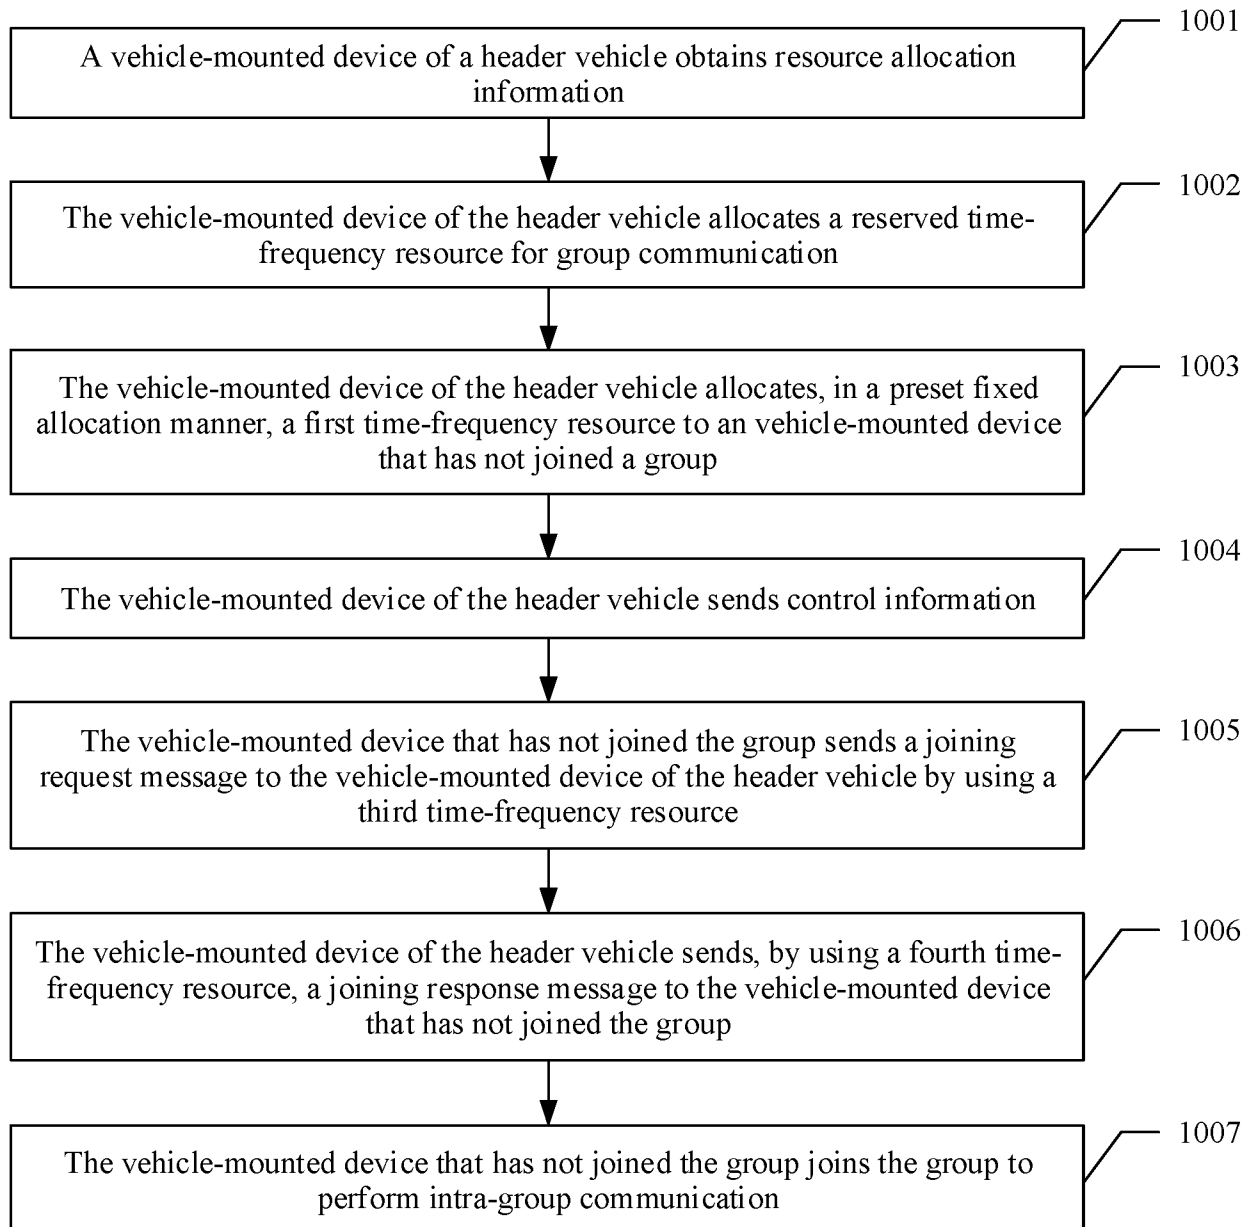 1001
A vehicle-mounted device of a header vehicle obtains resource allocation
information
1002
The vehicle-mounted device of the header vehicle allocates a reserved time-
frequency resource for group communication
1003
The vehicle-mounted device of the header vehicle allocates, in a preset fixed
allocation manner, a first time-frequency resource to an vehicle-mounted device
that has not joined a group
1004
The vehicle-mounted device of the header vehicle sends control information
1005
The vehicle-mounted device that has not joined the group sends a joining
request message to the vehicle-mounted device of the header vehicle by using a
third time-frequency resource
1006
The vehicle-mounted device of the header vehicle sends, by using a fourth time-
frequency resource, a joining response message to the vehicle-mounted device
that has not joined the group
1007
The vehicle-mounted device that has not joined the group joins the group to
perform intra-group communication